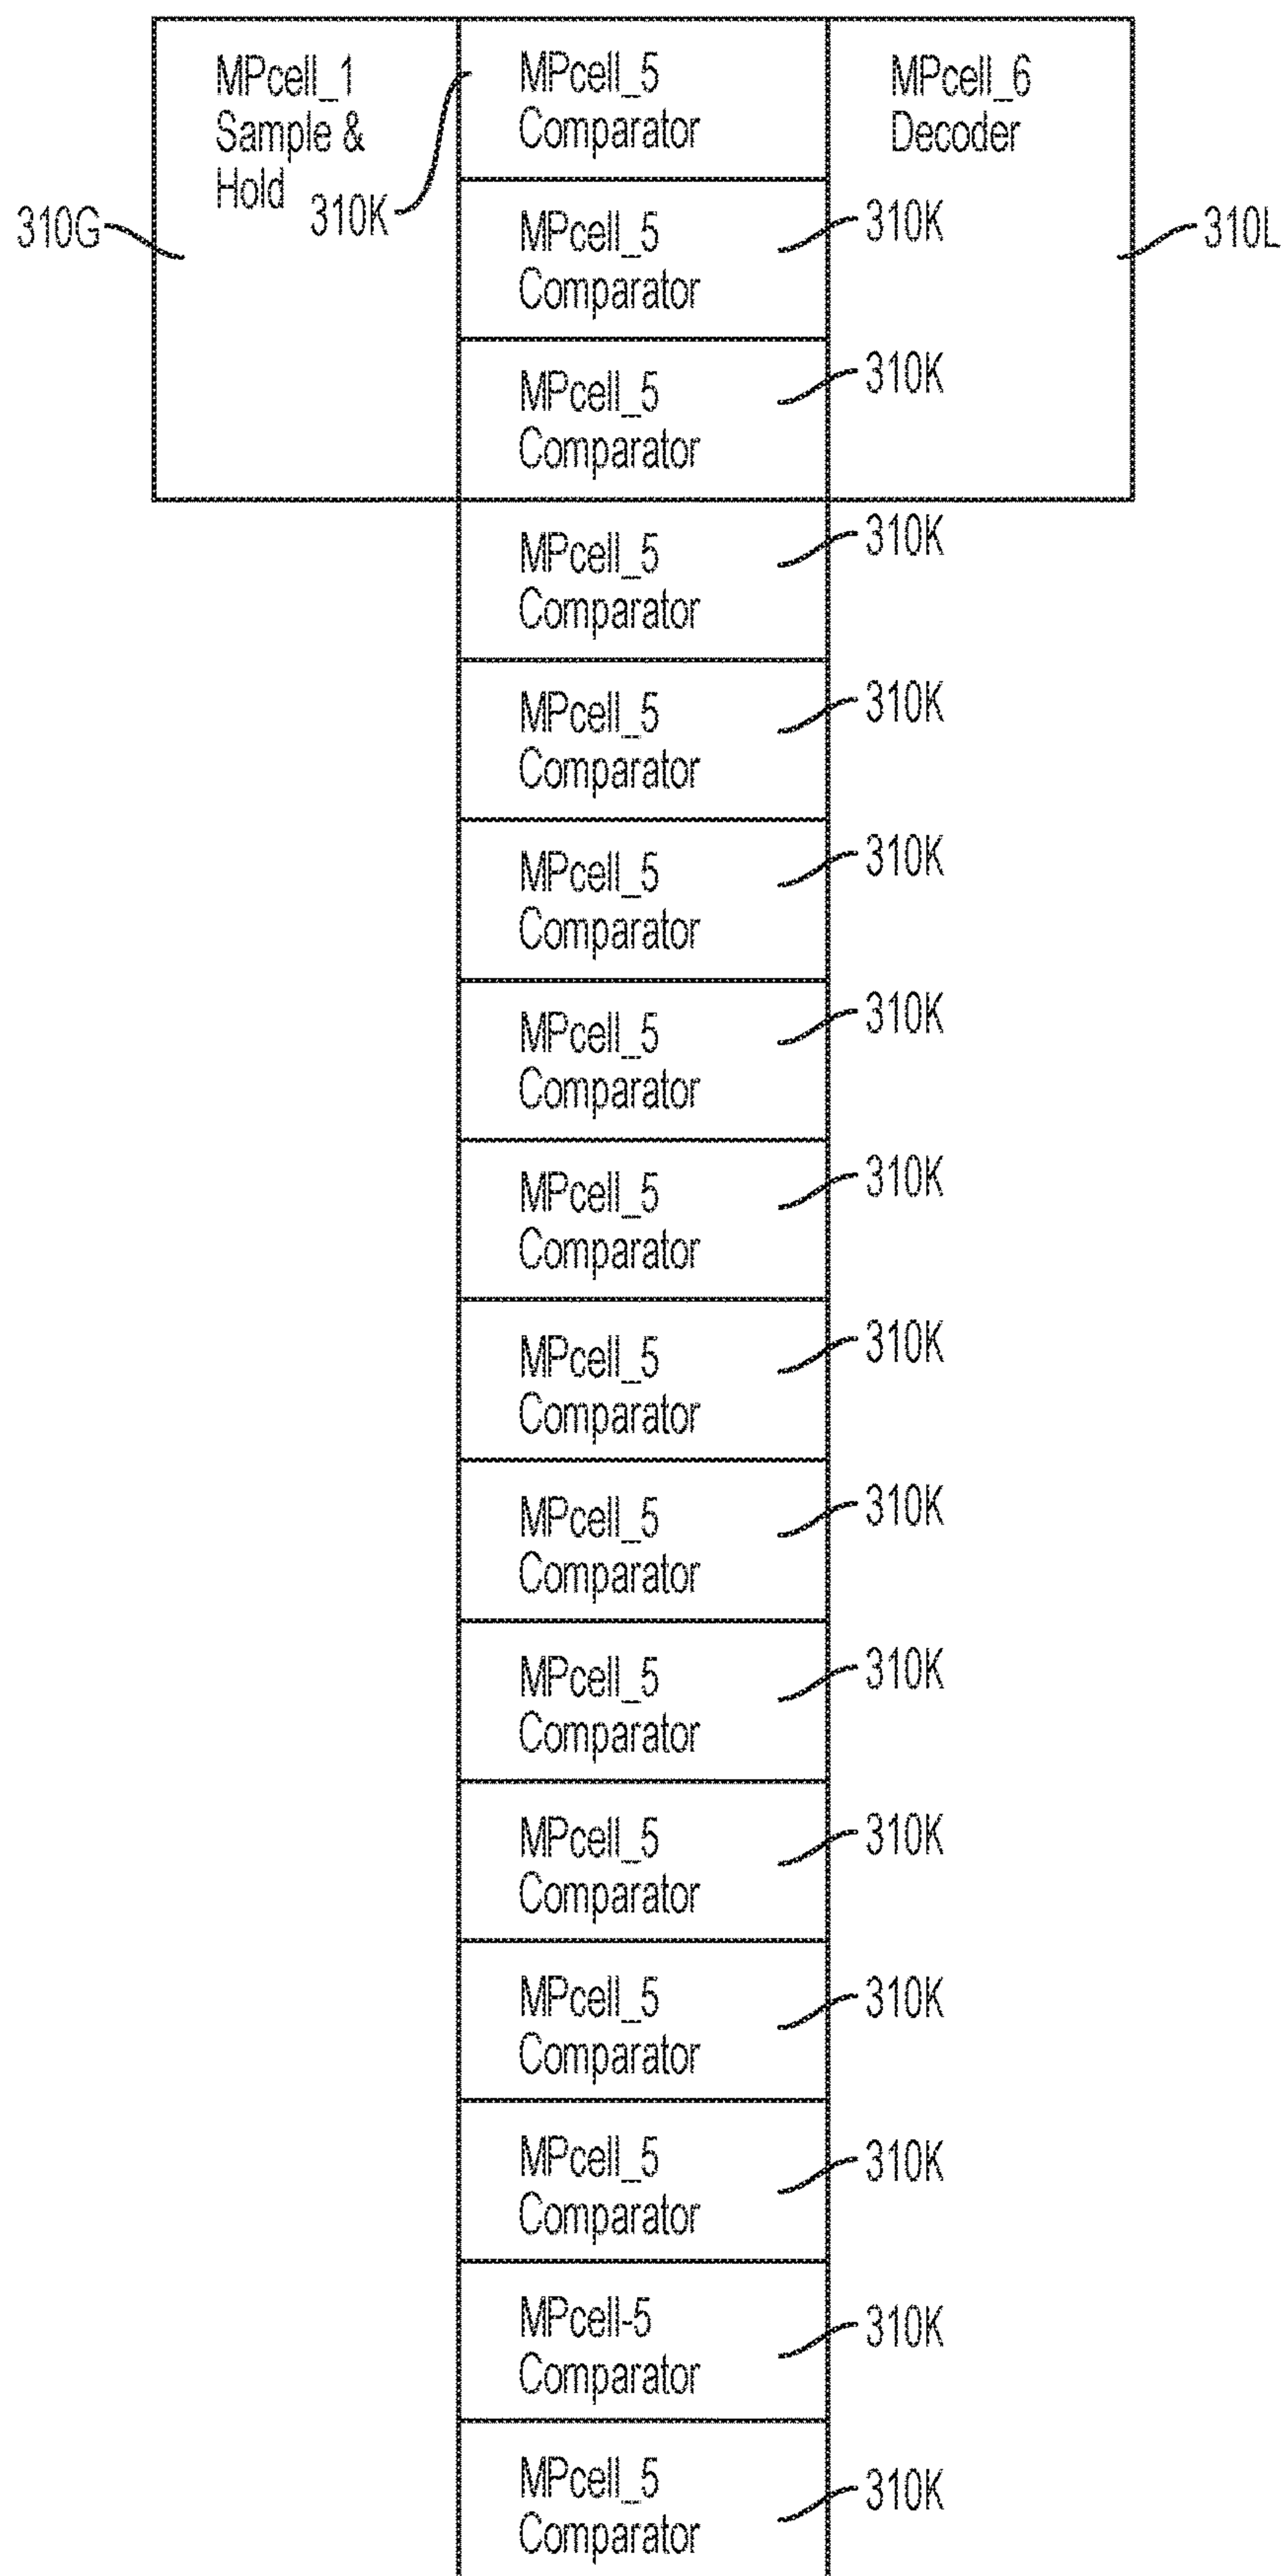 MPcell_1
Sample &
Hold
310G
310K
MPcell_5
Comparator
MPcell_6
Decoder
310L
MPcell_5
Comparator
310K
MPcell_5
Comparator
310K
MPcell_5
Comparator
310K
MPcell_5
Comparator
310K
MPcell_5
Comparator
310K
MPcell_5
Comparator
310K
MPcell_5
Comparator
310K
MPcell_5
Comparator
310K
MPcell_5
Comparator
310K
MPcell_5
Comparator
310K
MPcell_5
Comparator
310K
MPcell_5
Comparator
310K
MPcell_5
Comparator
310K
MPcell-5
Comparator
310K
MPcell_5
Comparator
310K